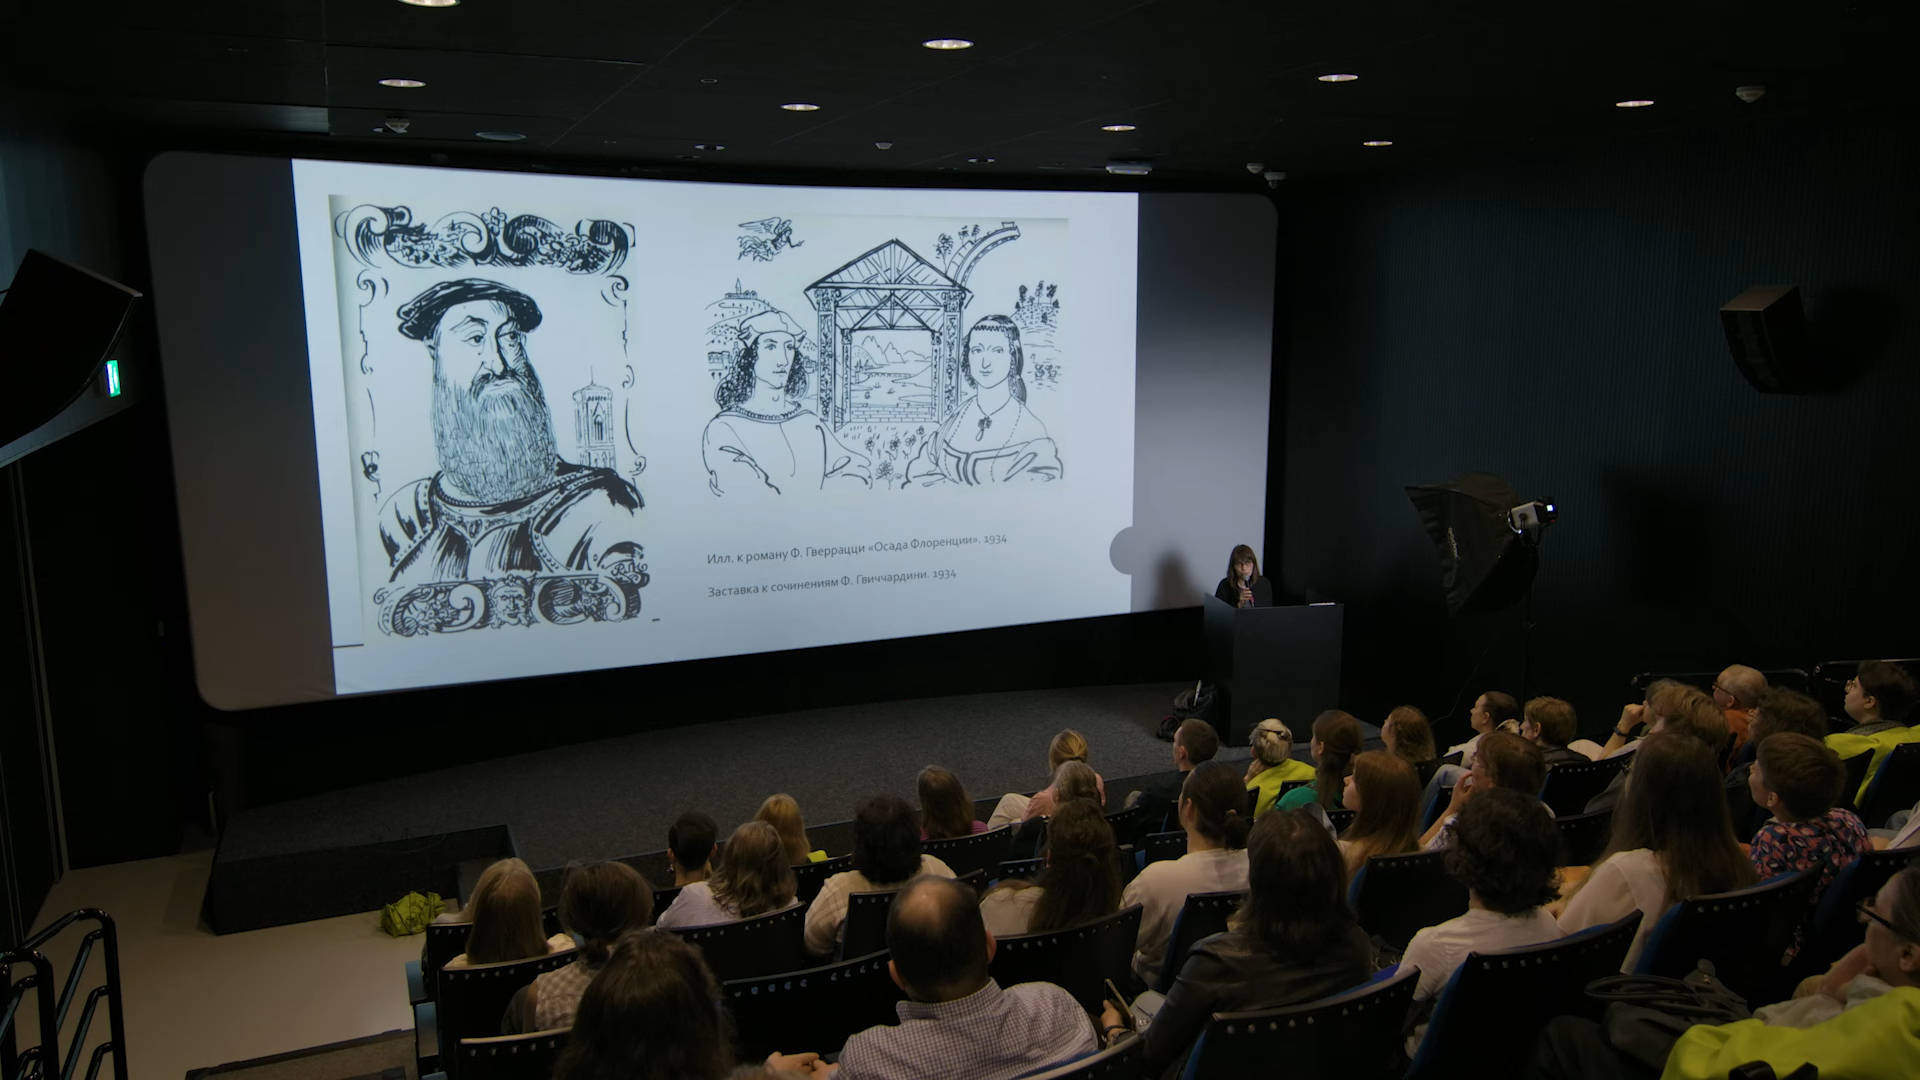 Илл. к роману Ф. Гверрацци «Осада Флоренции». 1934
Заставка к сочинениям Ф. Гвиччардини. 1934